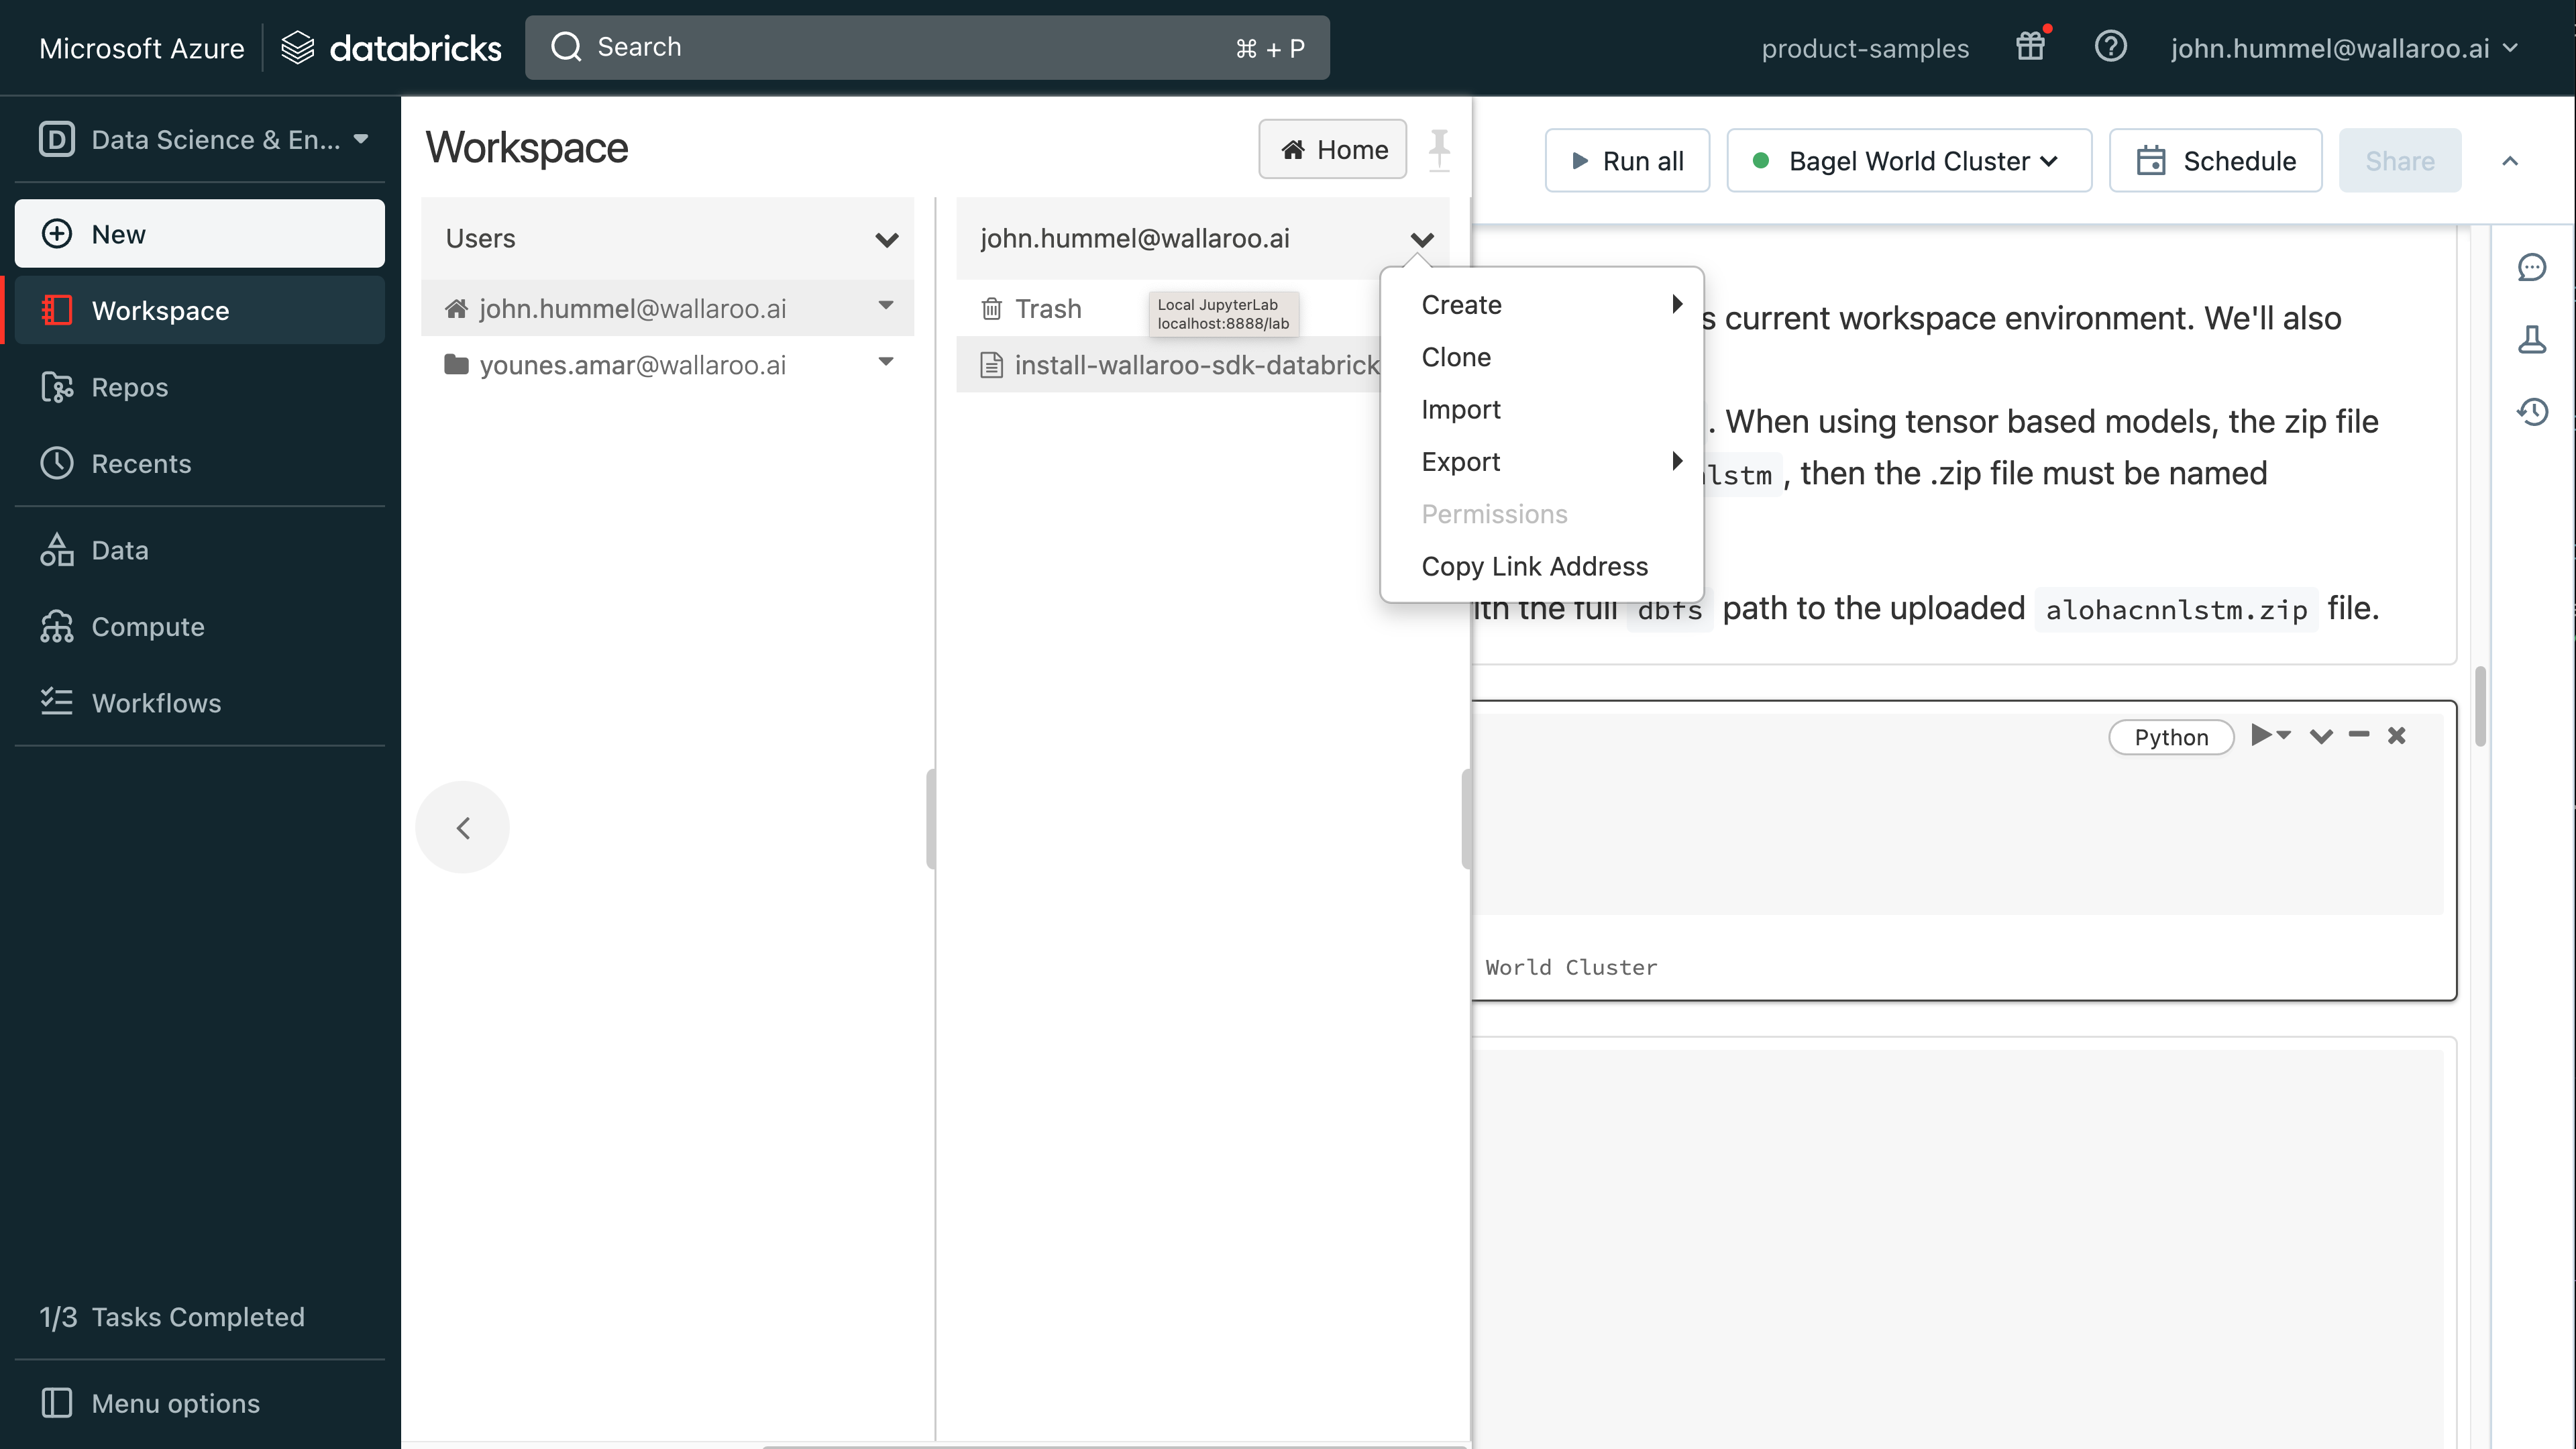 Microsoft Azure
databricks
Search
⌘ + P
product-samples
john.hummel@wallaroo.ai
D
Data Science & En...
New
Workspace
Repos
Recents
Data
Compute
Workflows
1/3 Tasks Completed
Menu options
Workspace
Home
Users
john.hummel@wallaroo.ai
younes.amar@wallaroo.ai
john.hummel@wallaroo.ai
Trash
Local JupyterLab
localhost:8888/lab
install-wallaroo-sdk-databrick
Create
Clone
Import
Export
Permissions
Copy Link Address
Run all
Bagel World Cluster
Schedule
Share
s current workspace environment. We'll also
. When using tensor based models, the zip file
lstm , then the .zip file must be named
ith the full dbfs path to the uploaded alohacnnlstm.zip file.
Python
World Cluster